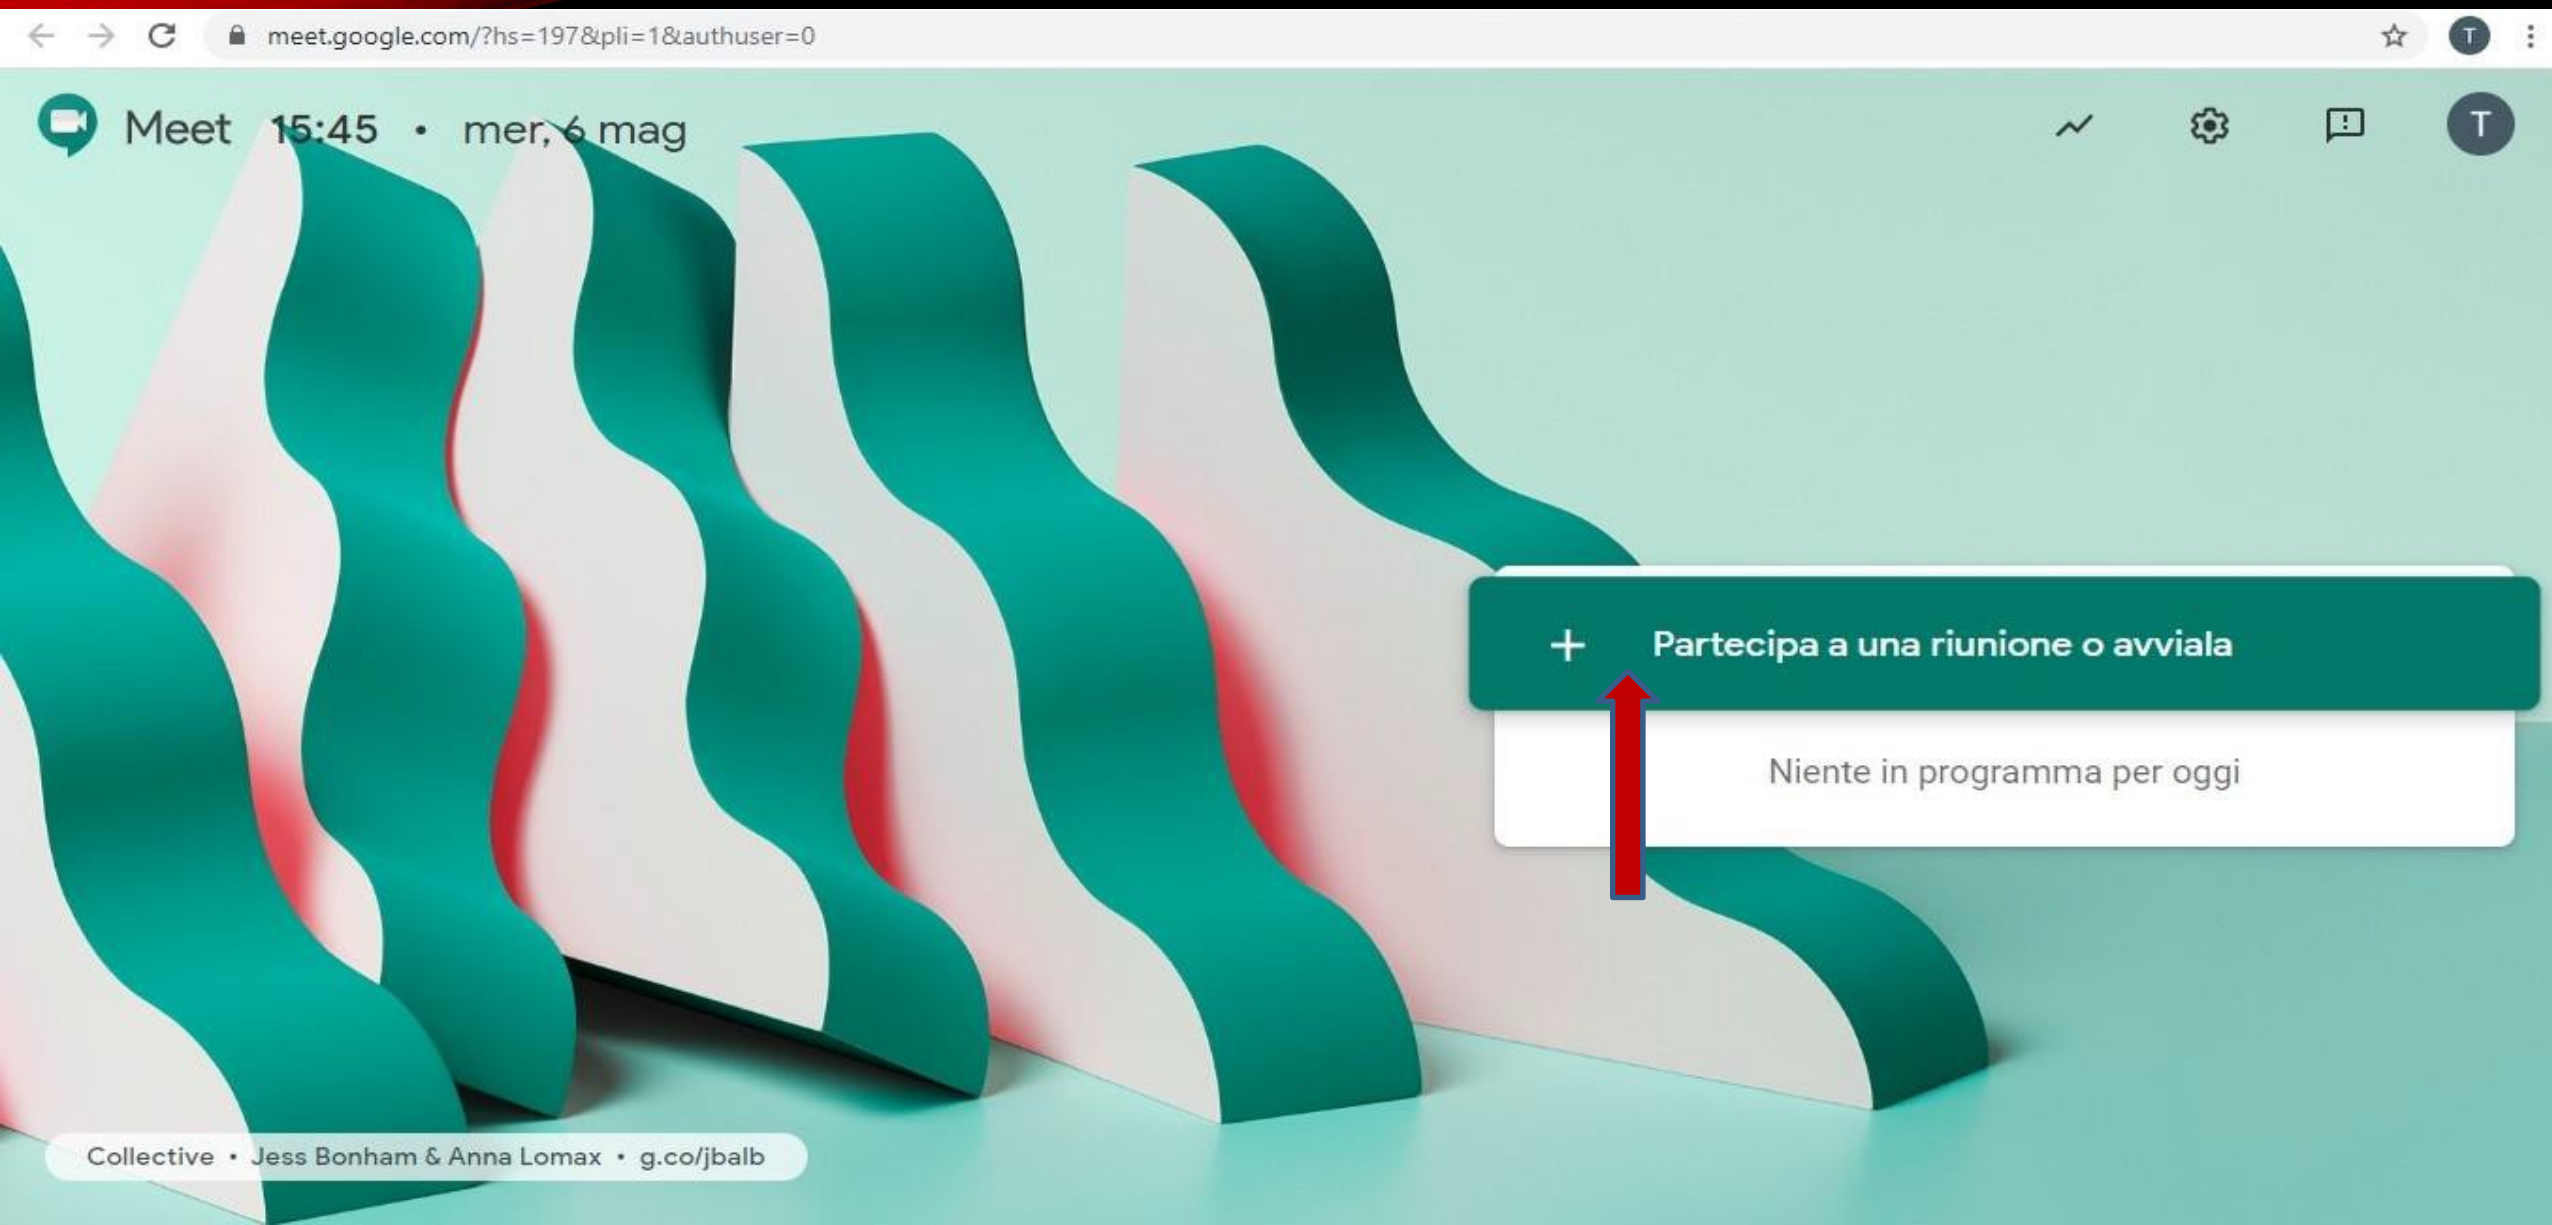 meet.google.com/?hs=197&pli=1&authuser=0
T
Meet 15:45 • mer, 6 mag
T
+ Partecipa a una riunione o avviala
Niente in programma per oggi
Collective • Jess Bonham & Anna Lomax • g.co/jbalb